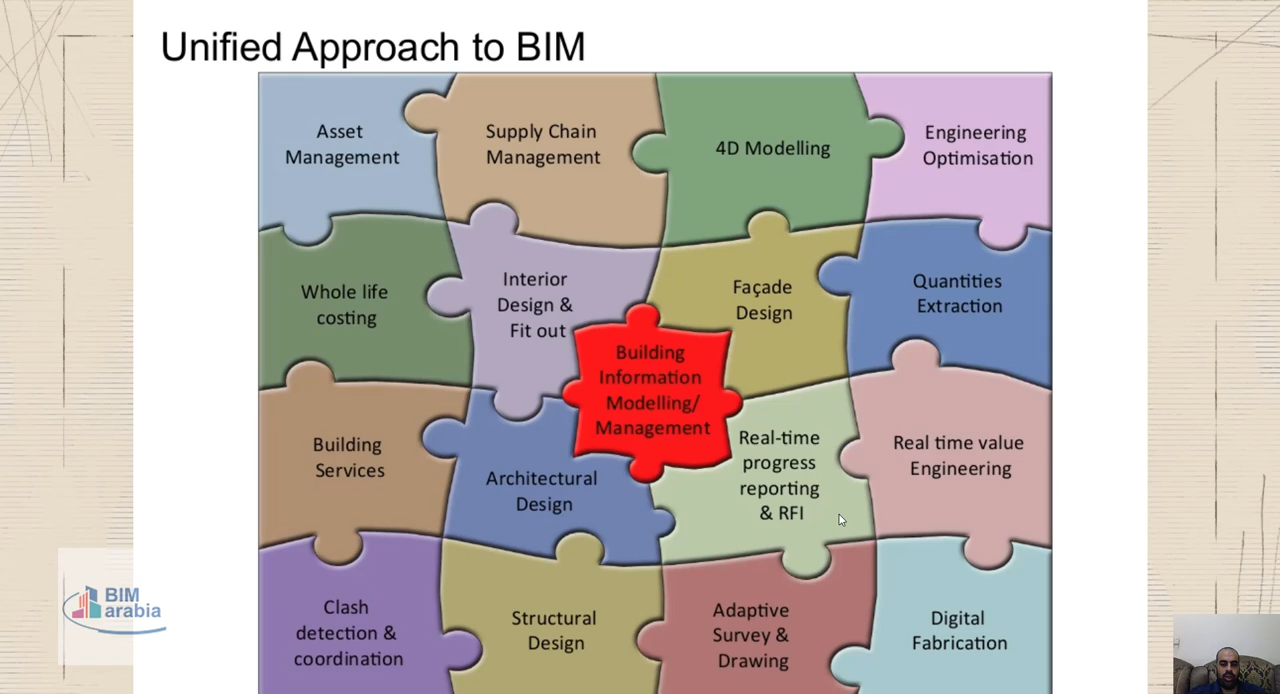 Unified Approach to BIM
Asset
Management
Supply Chain
Management
4D Modelling
Engineering
Optimisation
Whole life
costing
Interior
Design &
Fit out
Façade
Design
Quantities
Extraction
Building
Information
Modelling/
Management
Building
Services
Architectural
Design
Real-time
progress
reporting
& RFI
Real time value
Engineering
Clash
detection &
coordination
Structural
Design
Adaptive
Survey &
Drawing
Digital
Fabrication
BIM
arabia